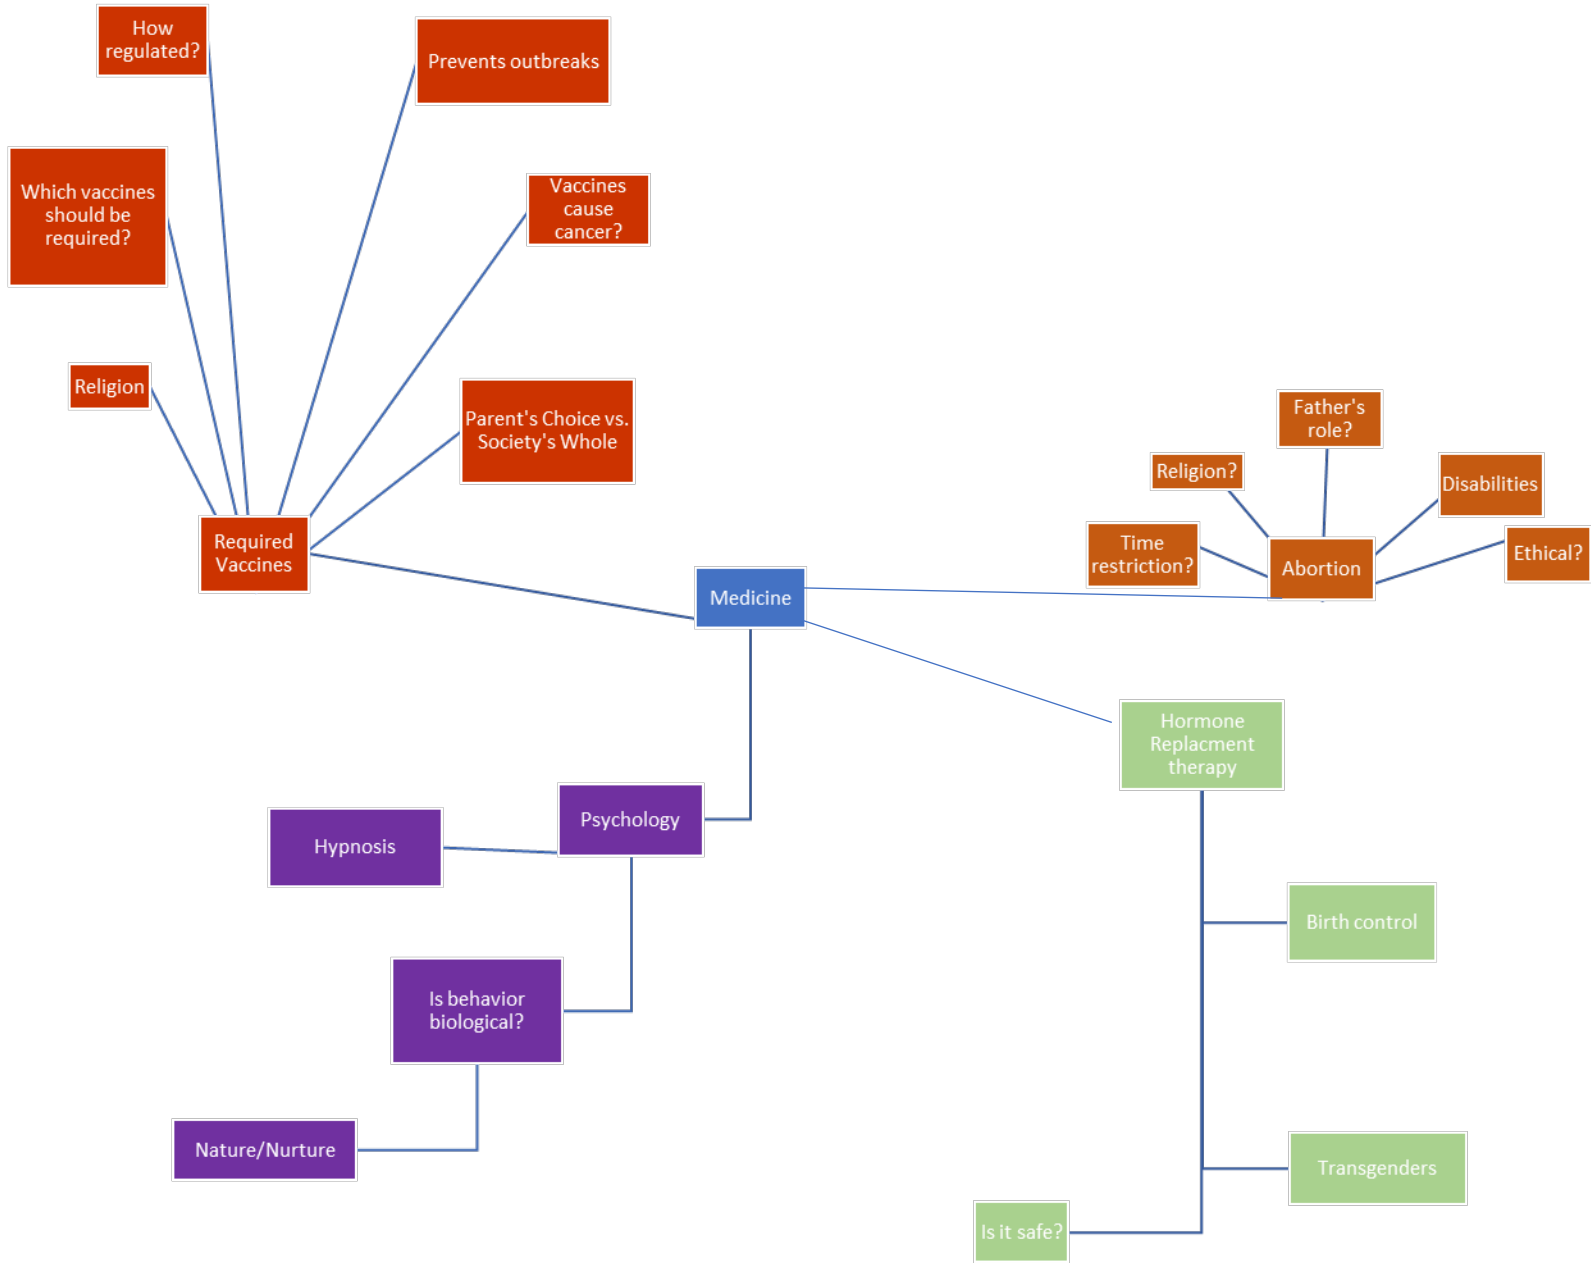 How
regulated?
Prevents outbreaks
Which vaccines
should be
required?
Vaccines
cause
cancer?
Religion
Parent's Choice vs.
Society's Whole
Required
Vaccines
Father's
role?
Religion?
Disabilities
Time
restriction?
Abortion
Ethical?
Medicine
Hormone
Replacment
therapy
Psychology
Hypnosis
Birth control
Is behavior
biological?
Nature/Nurture
Transgenders
Is it safe?